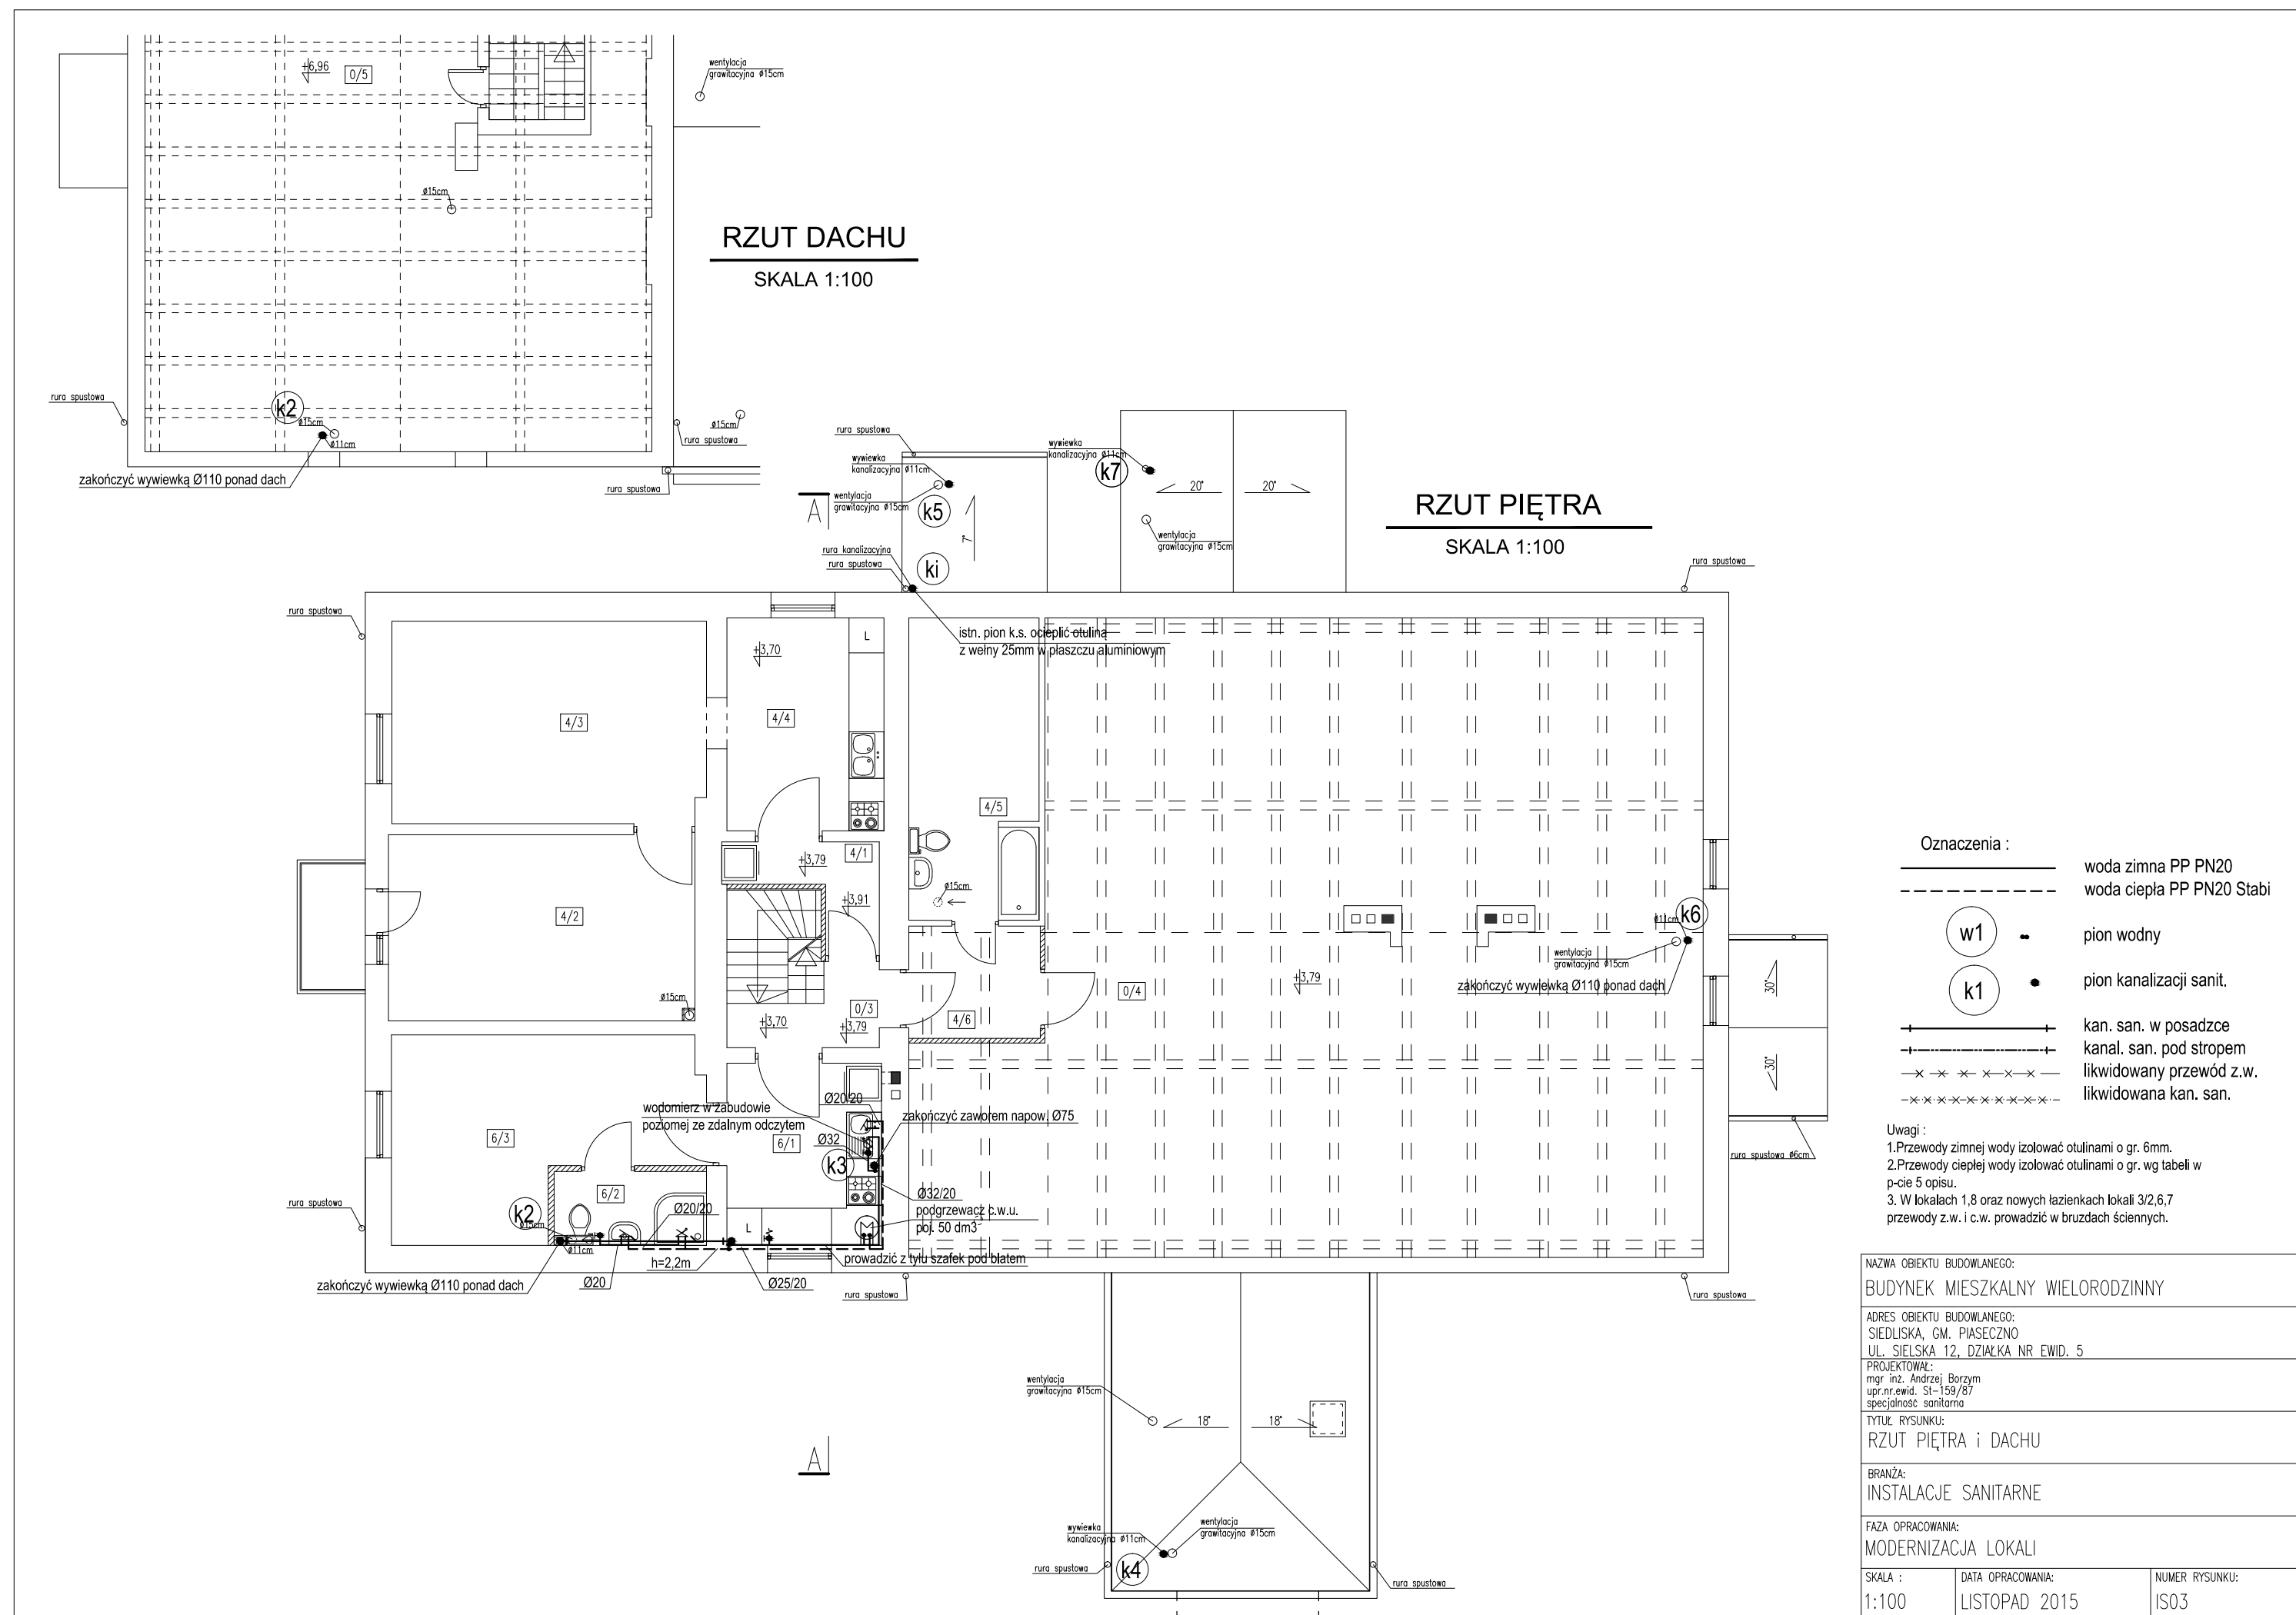 +6,96
0/5
wentylacja
grawitacyjna ø15cm
ø15cm
RZUT DACHU
SKALA 1:100
rura spustowa
k2
ø15cm
ø11cm
zakończyć wywiewką Ø110 ponad dach
ø15cm
rura spustowa
rura spustowa
rura spustowa
wywiewka
kanalizacyjna ø11cm
wentylacja
grawitacyjna ø15cm
k5
7°
A
wywiewka
kanalizacyjna ø11cm
k7
20°
20°
wentylacja
grawitacyjna ø15cm
RZUT PIĘTRA
SKALA 1:100
rura kanalizacyjna
rura spustowa
ki
rura spustowa
rura spustowa
istn. pion k.s. ocieplić otuliną
z wełny 25mm w płaszczu aluminiowym
+3,70
L
4/3
4/4
4/5
4/1
+3,79
+3,91
ø15cm
4/2
ø15cm
0/3
+3,70
+3,79
4/6
0/4
+3,79
ø11cm
k6
wentylacja
grawitacyjna ø15cm
zakończyć wywiewką Ø110 ponad dach
30°
30°
rura spustowa ø6cm
wodomierz w zabudowie
poziomej ze zdalnym odczytem
Ø20/20
zakończyć zaworem napow. Ø75
6/3
6/1
Ø32
k3
6/2
Ø32/20
podgrzewacz c.w.u.
poj. 50 dm3
rura spustowa
k2
ø15cm
ø11cm
Ø20/20
L
M
zakończyć wywiewką Ø110 ponad dach
Ø20
h=2,2m
Ø25/20
prowadzić z tyłu szafek pod blatem
rura spustowa
rura spustowa
wentylacja
grawitacyjna ø15cm
18°
18°
A
wywiewka
kanalizacyjna ø11cm
wentylacja
grawitacyjna ø15cm
rura spustowa
k4
rura spustowa
Oznaczenia :
woda zimna PP PN20
woda ciepła PP PN20 Stabi
w1
pion wodny
k1
pion kanalizacji sanit.
kan. san. w posadzce
kanal. san. pod stropem
likwidowany przewód z.w.
likwidowana kan. san.
Uwagi :
1.Przewody zimnej wody izolować otulinami o gr. 6mm.
2.Przewody ciepłej wody izolować otulinami o gr. wg tabeli w
p-cie 5 opisu.
3. W lokalach 1,8 oraz nowych łazienkach lokali 3/2,6,7
przewody z.w. i c.w. prowadzić w bruzdach ściennych.
NAZWA OBIEKTU BUDOWLANEGO:
BUDYNEK MIESZKALNY WIELORODZINNY
ADRES OBIEKTU BUDOWLANEGO:
SIEDLISKA, GM. PIASECZNO
UL. SIELSKA 12, DZIAŁKA NR EWID. 5
PROJEKTOWAŁ:
mgr inż. Andrzej Borzym
upr.nr.ewid. St-159/87
specjalność sanitarna
TYTUŁ RYSUNKU:
RZUT PIĘTRA i DACHU
BRANŻA:
INSTALACJE SANITARNE
FAZA OPRACOWANIA:
MODERNIZACJA LOKALI
SKALA :
1:100
DATA OPRACOWANIA:
LISTOPAD 2015
NUMER RYSUNKU:
IS03